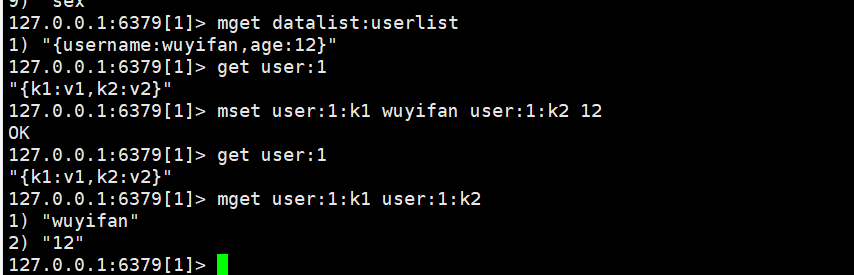 9) "sex"
127.0.0.1:6379[1]> mget datalist:userlist
1) "{username:wuyifan,age:12}"
127.0.0.1:6379[1]> get user:1
"{k1:v1,k2:v2}"
127.0.0.1:6379[1]> mset user:1:k1 wuyifan user:1:k2 12
OK
127.0.0.1:6379[1]> get user:1
"{k1:v1,k2:v2}"
127.0.0.1:6379[1]> mget user:1:k1 user:1:k2
1) "wuyifan"
2) "12"
127.0.0.1:6379[1]>